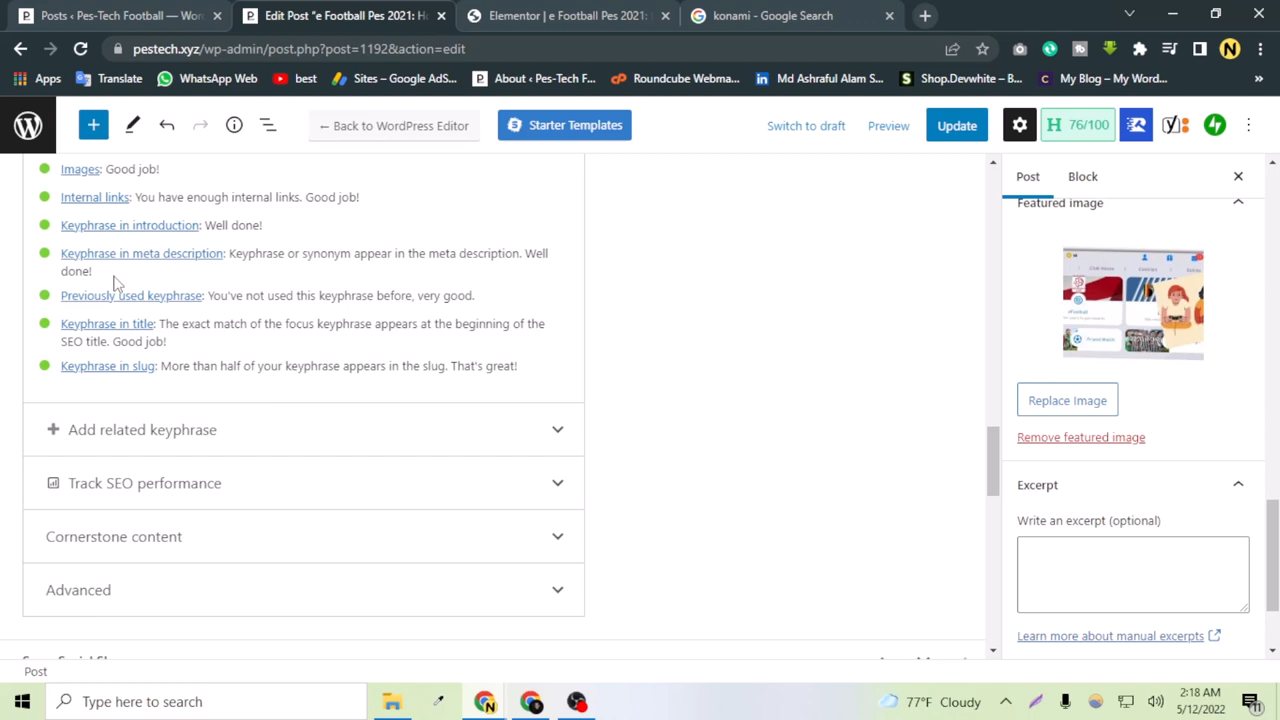 Posts ‹ Pes-Tech — WordPress
Edit Post "e Football Pes 2021: H
Elementor | e Football Pes 2021:
konami - Google Search
pestech.xyz/wp-admin/post.php?post=1192&action=edit
Apps
Translate
WhatsApp Web
best
Sites – Google AdS...
About ‹ Pes-Tech F...
Roundcube Webma...
Md Ashraful Alam S...
Shop.Devwhite – B...
My Blog – My Wor...
»
← Back to WordPress Editor
Starter Templates
Switch to draft
Preview
Update
H 76/100
Images: Good job!
Internal links: You have enough internal links. Good job!
Keyphrase in introduction: Well done!
Keyphrase in meta description: Keyphrase or synonym appear in the meta description. Well
done!
Previously used keyphrase: You've not used this keyphrase before, very good.
Keyphrase in title: The exact match of the focus keyphrase appears at the beginning of the
SEO title. Good job!
Keyphrase in slug: More than half of your keyphrase appears in the slug. That's great!
Add related keyphrase
Track SEO performance
Cornerstone content
Advanced
Post
Block
Featured image
Replace Image
Remove featured image
Excerpt
Write an excerpt (optional)
Learn more about manual excerpts
Post
Type here to search
77°F Cloudy
2:18 AM
5/12/2022